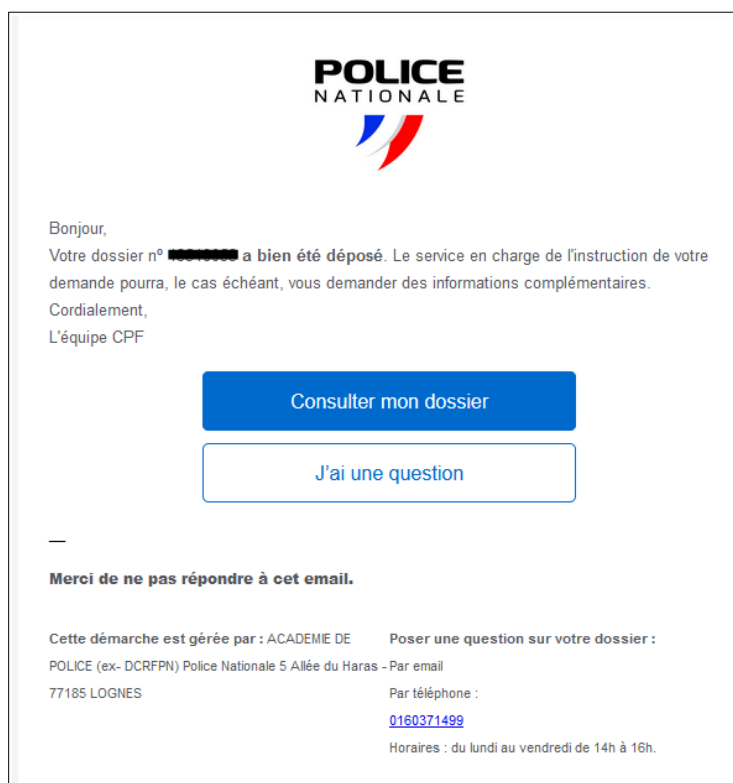 POLICE
NATIONALE
Bonjour,
Votre dossier nº a bien été déposé. Le service en charge de l'instruction de votre
demande pourra, le cas échéant, vous demander des informations complémentaires.
Cordialement,
L'équipe CPF
Consulter mon dossier
J'ai une question
—
Merci de ne pas répondre à cet email.
Cette démarche est gérée par : ACADEMIE DE
POLICE (ex- DCRFPN) Police Nationale 5 Allée du Haras -
77185 LOGNES
Poser une question sur votre dossier :
Par email
Par téléphone :
0160371499
Horaires : du lundi au vendredi de 14h à 16h.